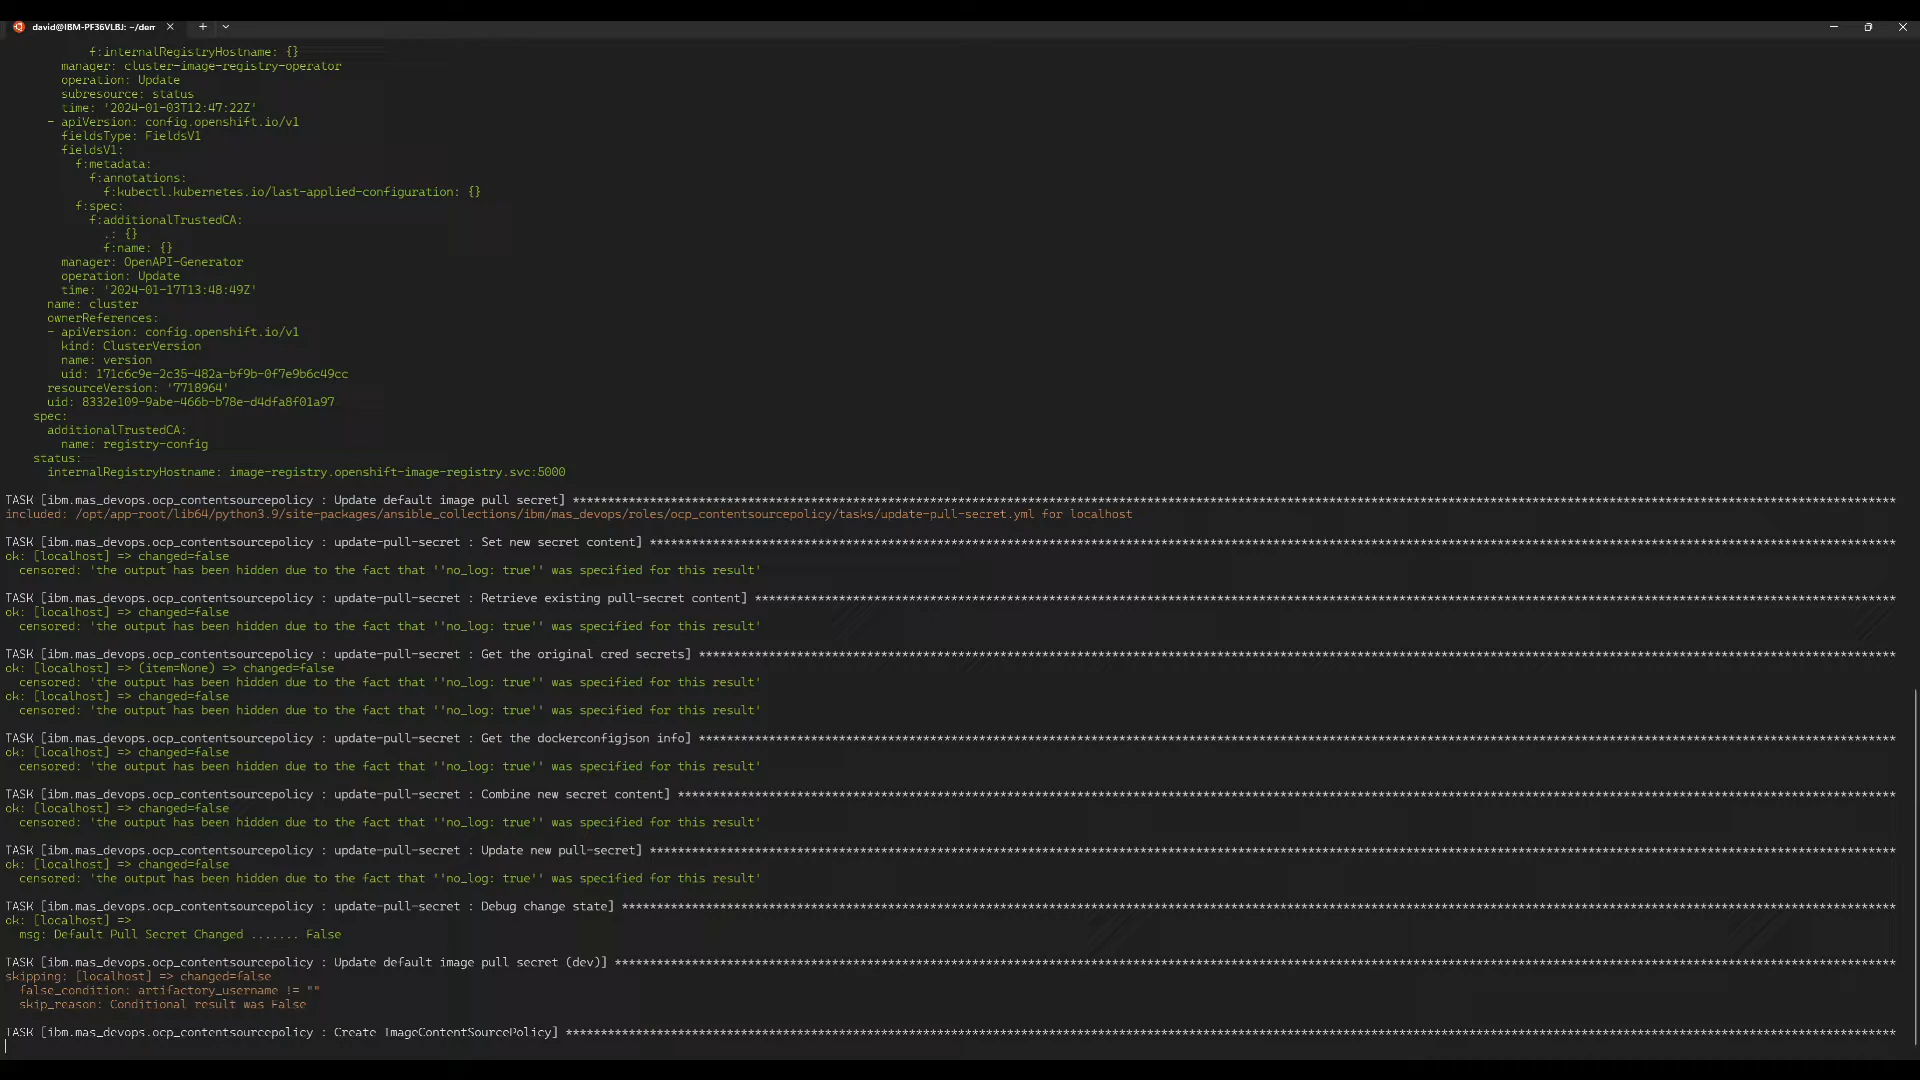 david@IBM-PF36VLBJ: ~/den
f:internalRegistryHostname: {}
manager: cluster-image-registry-operator
operation: Update
subresource: status
time: '2024-01-03T12:47:22Z'
- apiVersion: config.openshift.io/v1
fieldsType: FieldsV1
fieldsV1:
f:metadata:
f:annotations:
f:kubectl.kubernetes.io/last-applied-configuration: {}
f:spec:
f:additionalTrustedCA:
.: {}
f:name: {}
manager: OpenAPI-Generator
operation: Update
time: '2024-01-17T13:48:49Z'
name: cluster
ownerReferences:
- apiVersion: config.openshift.io/v1
kind: ClusterVersion
name: version
uid: 171c6c9e-2c35-482a-bf9b-0f7e9b6c49cc
resourceVersion: '7718964'
uid: 8332e109-9abe-466b-b78e-d4dfa8f01a97
spec:
additionalTrustedCA:
name: registry-config
status:
internalRegistryHostname: image-registry.openshift-image-registry.svc:5000
TASK [ibm.mas_devops.ocp_contentsourcepolicy : Update default image pull secret] ****
included: /opt/app-root/lib64/python3.9/site-packages/ansible_collections/ibm/mas_devops/roles/ocp_contentsourcepolicy/tasks/update-pull-secret.yml for localhost
TASK [ibm.mas_devops.ocp_contentsourcepolicy : update-pull-secret : Set new secret content] ****
ok: [localhost] => changed=false
censored: 'the output has been hidden due to the fact that ''no_log: true'' was specified for this result'
TASK [ibm.mas_devops.ocp_contentsourcepolicy : update-pull-secret : Retrieve existing pull-secret content] ****
ok: [localhost] => changed=false
censored: 'the output has been hidden due to the fact that ''no_log: true'' was specified for this result'
TASK [ibm.mas_devops.ocp_contentsourcepolicy : update-pull-secret : Get the original cred secrets] ****
ok: [localhost] => (item=None) => changed=false
censored: 'the output has been hidden due to the fact that ''no_log: true'' was specified for this result'
ok: [localhost] => changed=false
censored: 'the output has been hidden due to the fact that ''no_log: true'' was specified for this result'
TASK [ibm.mas_devops.ocp_contentsourcepolicy : update-pull-secret : Get the dockerconfigjson info] ****
ok: [localhost] => changed=false
censored: 'the output has been hidden due to the fact that ''no_log: true'' was specified for this result'
TASK [ibm.mas_devops.ocp_contentsourcepolicy : update-pull-secret : Combine new secret content] ****
ok: [localhost] => changed=false
censored: 'the output has been hidden due to the fact that ''no_log: true'' was specified for this result'
TASK [ibm.mas_devops.ocp_contentsourcepolicy : update-pull-secret : Update new pull-secret] ****
ok: [localhost] => changed=false
censored: 'the output has been hidden due to the fact that ''no_log: true'' was specified for this result'
TASK [ibm.mas_devops.ocp_contentsourcepolicy : update-pull-secret : Debug change state] ****
ok: [localhost] =>
msg: Default Pull Secret Changed ....... False
TASK [ibm.mas_devops.ocp_contentsourcepolicy : Update default image pull secret (dev)] ****
skipping: [localhost] => changed=false
false_condition: artifactory_username != ""
skip_reason: Conditional result was False
TASK [ibm.mas_devops.ocp_contentsourcepolicy : Create ImageContentSourcePolicy] ****